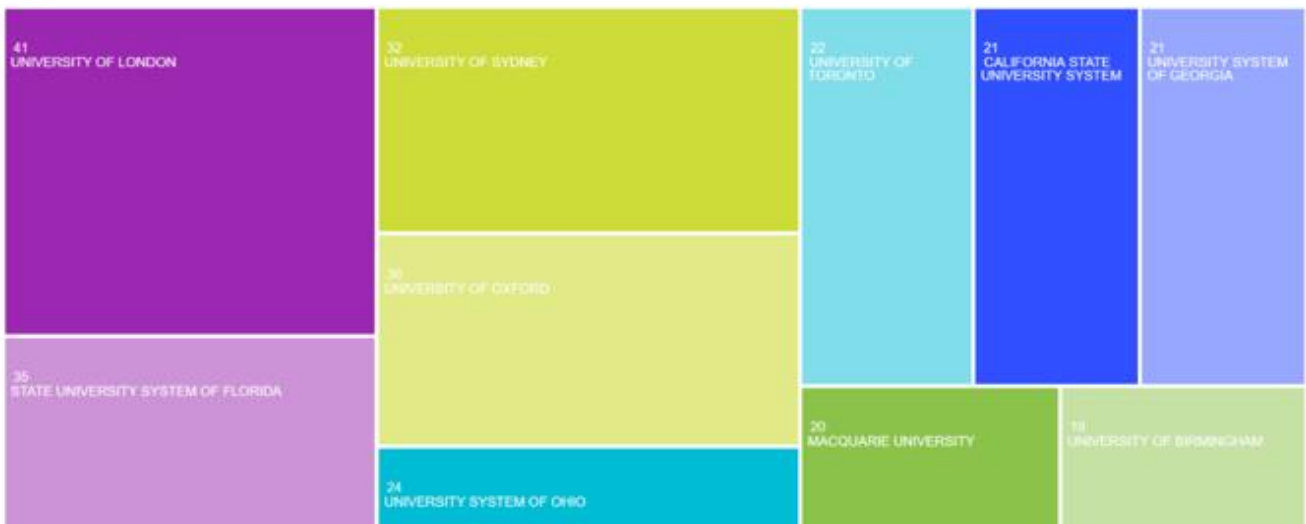 41
UNIVERSITY OF LONDON
35
STATE UNIVERSITY SYSTEM OF FLORIDA
32
UNIVERSITY OF SYDNEY
30
UNIVERSITY OF OXFORD
24
UNIVERSITY SYSTEM OF OHIO
22
UNIVERSITY OF
TORONTO
21
CALIFORNIA STATE
UNIVERSITY SYSTEM
21
UNIVERSITY SYSTEM
OF GEORGIA
20
MACQUARIE UNIVERSITY
UNIVERSITY OF BIRMINGHAM